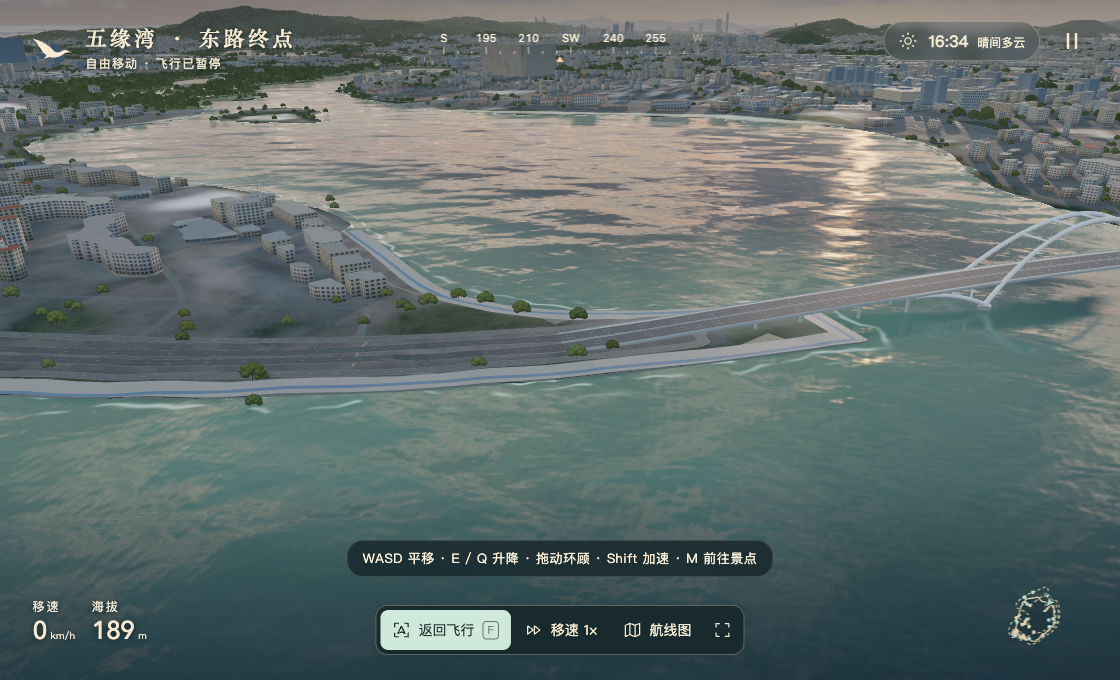 五缘湾 · 东路终点
自由移动 · 飞行已暂停
S 195 210 SW 240 255 W
16:34 晴间多云
WASD 平移 · E / Q 升降 · 拖动环顾 · Shift 加速 · M 前往景点
移速 海拔
0 km/h 189 m
返回飞行 F 移速 1x 航线图